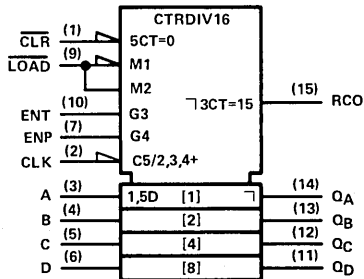 CTRDIV16
CLR (1) 5CT=0
LOAD (9) M1
M2
ENT (10) G3 ㄱ3CT=15 (15) RCO
ENP (7) G4
CLK (2) C5/2,3,4+
A (3) 1,5D [1] ㄱ (14) QA
B (4) [2] (13) QB
C (5) [4] (12) QC
D (6) [8] (11) QD